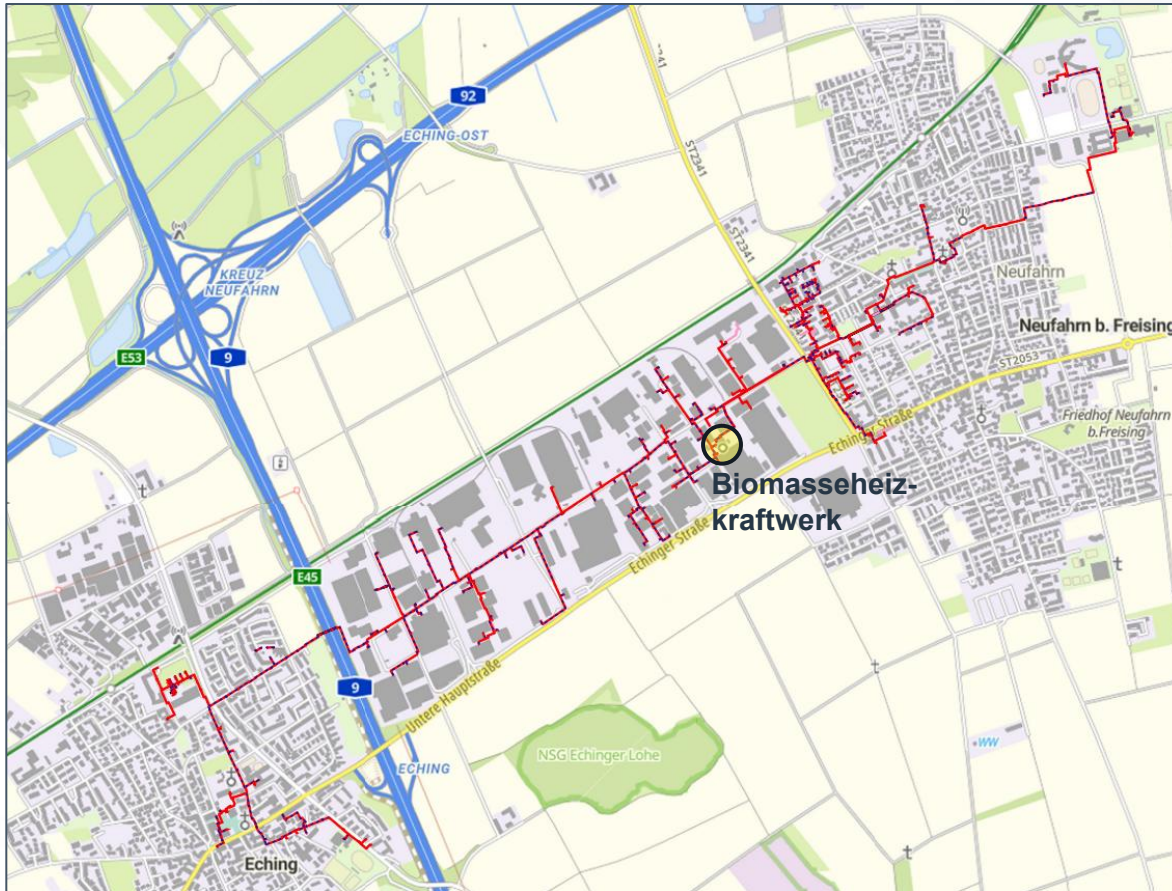 92
ECHING-OST
ST2341
ST2341
KREUZ
NEUFAHRN
E53
9
Neufahrn
Neufahrn b. Freising
ST2053
Friedhof Neufahrn
b.Freising
Echinger Straße
Biomasseheiz-
kraftwerk
Echinger Straße
E45
9
Untere Hauptstraße
NSG Echinger Lohe
WW
ECHING
Eching